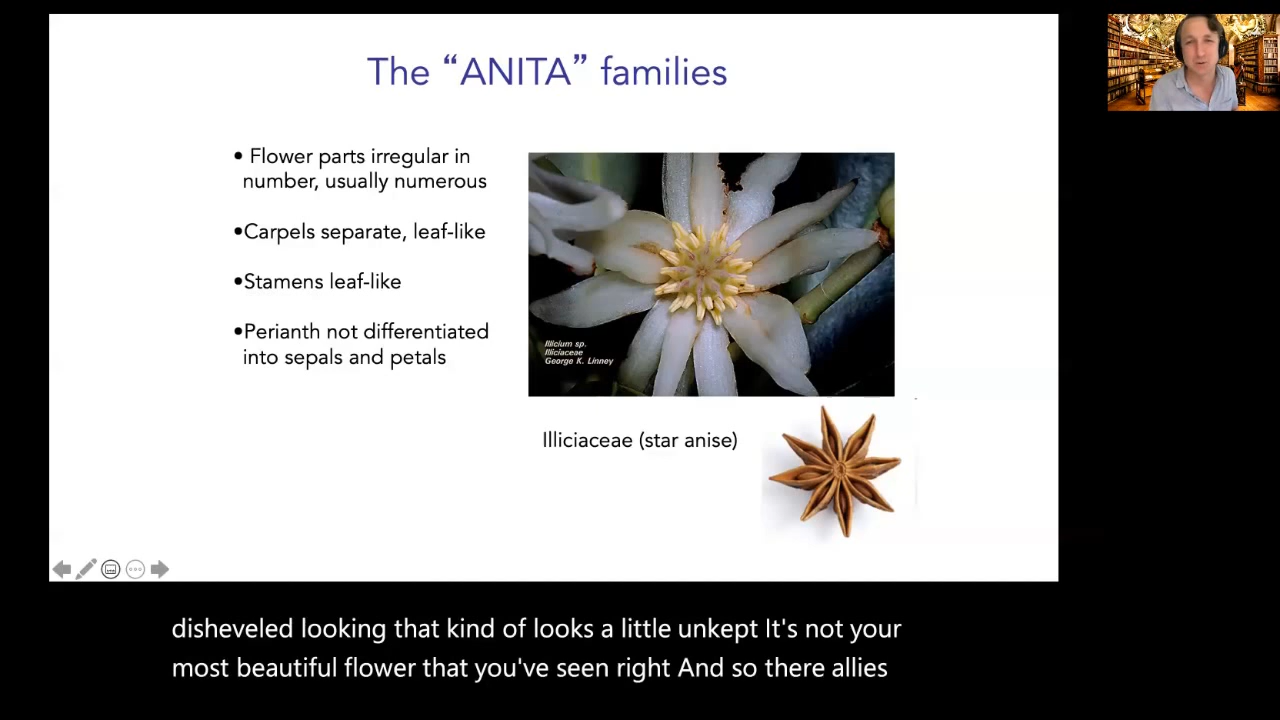 The “ANITA” families
• Flower parts irregular in
number, usually numerous
•Carpels separate, leaf-like
•Stamens leaf-like
•Perianth not differentiated
into sepals and petals
Illicium sp.
Illiciaceae
George K. Linney
Illiciaceae (star anise)
disheveled looking that kind of looks a little unkept It's not your
most beautiful flower that you've seen right And so there allies